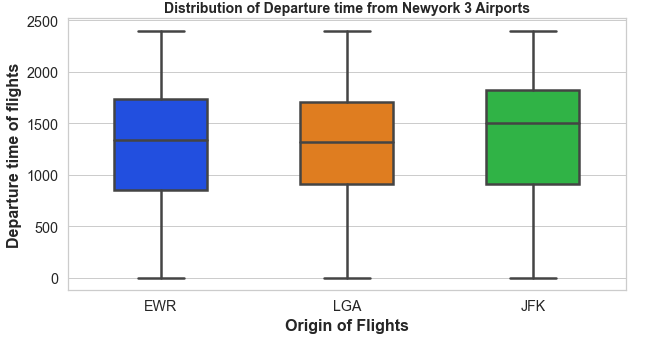 Distribution of Departure time from Newyork 3 Airports
Departure time of flights
2500
2000
1500
1000
500
0
EWR LGA JFK
Origin of Flights